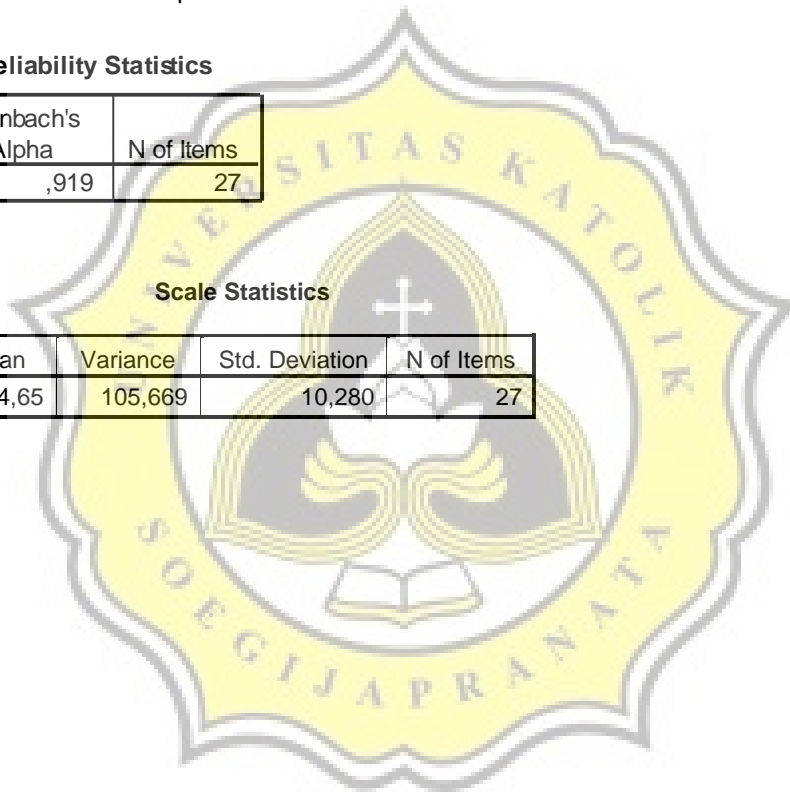 eliability Statistics
nbach's
Alpha N of Items
,919 27
Scale Statistics
an Variance Std. Deviation N of Items
4,65 105,669 10,280 27
UNIVERSITAS KATOLIK
SOEGIJAPRANATA